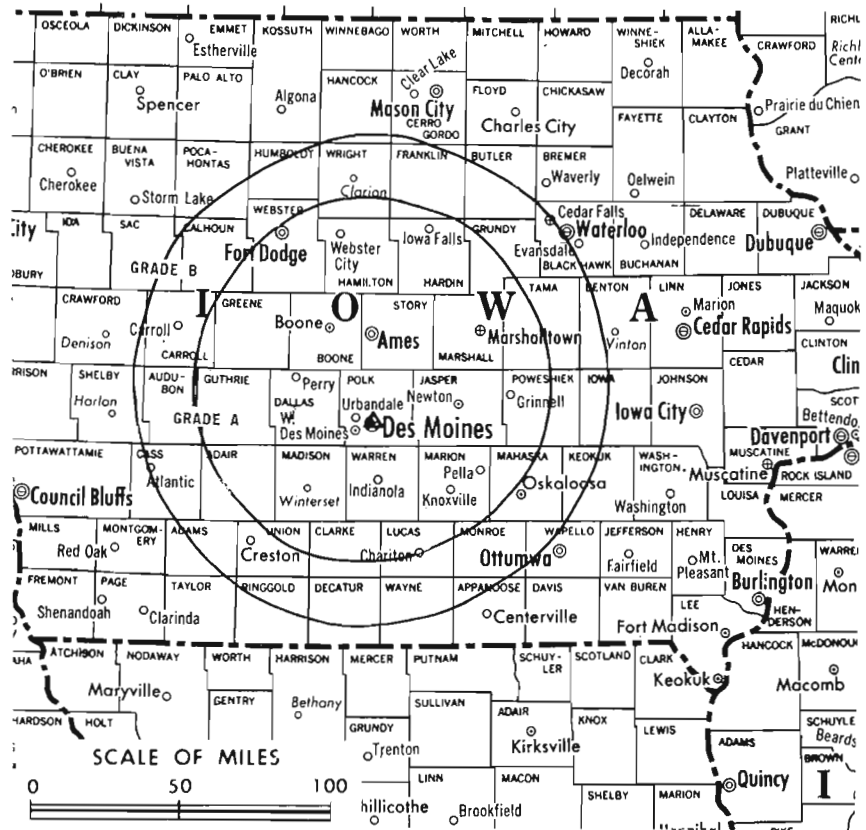 OSCEOLA DICKINSON EMMET KOSSUTH WINNEBAGO WORTH MITCHELL HOWARD WINNE-SHIEK ALLA-MAKEE
Estherville
CRAWFORD
Decorah
O'BRIEN CLAY PALO ALTO HANCOCK Clear Lake FLOYD CHICKASAW
Spencer Algona Mason City Charles City Prairie du Chien
CERRO GORDO FAYETTE CLAYTON GRANT
CHEROKEE BUENA VISTA POCA-HONTAS HUMBOLDT WRIGHT FRANKLIN BUTLER BREMER
Cherokee Clarion Waverly Oelwein Platteville
Storm Lake
IDA SAC CALHOUN WEBSTER GRUNDY Cedar Falls DELAWARE DUBUQUE
City Fort Dodge Webster City Iowa Falls Evansdale Waterloo Independence Dubuque
GRADE B HAMILTON HARDIN BLACK HAWK BUCHANAN
DBURY
CRAWFORD GREENE STORY TAMA BENTON LINN JONES JACKSON
I O W A
Denison Carroll Boone Ames Marshalltown Vinton Marion Cedar Rapids Maquok
CARROLL BOONE MARSHALL CEDAR CLINTON
Clin
RISON SHELBY AUDU-BON GUTHRIE DALLAS POLK JASPER POWESHIEK IOWA JOHNSON
Harlan Perry Urbandale Newton Grinnell Iowa City SCOT
GRADE A W. Des Moines Des Moines Bettendo
Davenport
POTTAWATTAMIE CASS ADAIR MADISON WARREN MARION MAHASKA KEOKUK WASH-INGTON MUSCATINE
Atlantic Winterset Indianola Pella Knoxville Oskaloosa Washington Muscatine ROCK ISLAND
Council Bluffs LOUISA MERCER
MILLS MONTGOM-ERY ADAMS UNION CLARKE LUCAS MONROE WAPELLO JEFFERSON HENRY
Red Oak Creston Chariton Ottumwa Fairfield Mt. Pleasant DES MOINES WARRE
FREMONT PAGE TAYLOR RINGGOLD DECATUR WAYNE APPANOOSE DAVIS VAN BUREN Burlington Mon
Shenandoah Clarinda Centerville LEE HEN-DERSON
Fort Madison
ATCHISON NODAWAY WORTH HARRISON MERCER PUTNAM SCHUY-LER SCOTLAND CLARK HANCOCK McDONOU
Maryville Keokuk Macomb
GENTRY Bethany SULLIVAN ADAIR KNOX LEWIS
HARDSON HOLT GRUNDY Kirksville ADAMS SCHUYLE
SCALE OF MILES Trenton Beards
BROWN
0 50 100 LINN MACON SHELBY MARION Quincy I
hillicothe Brookfield